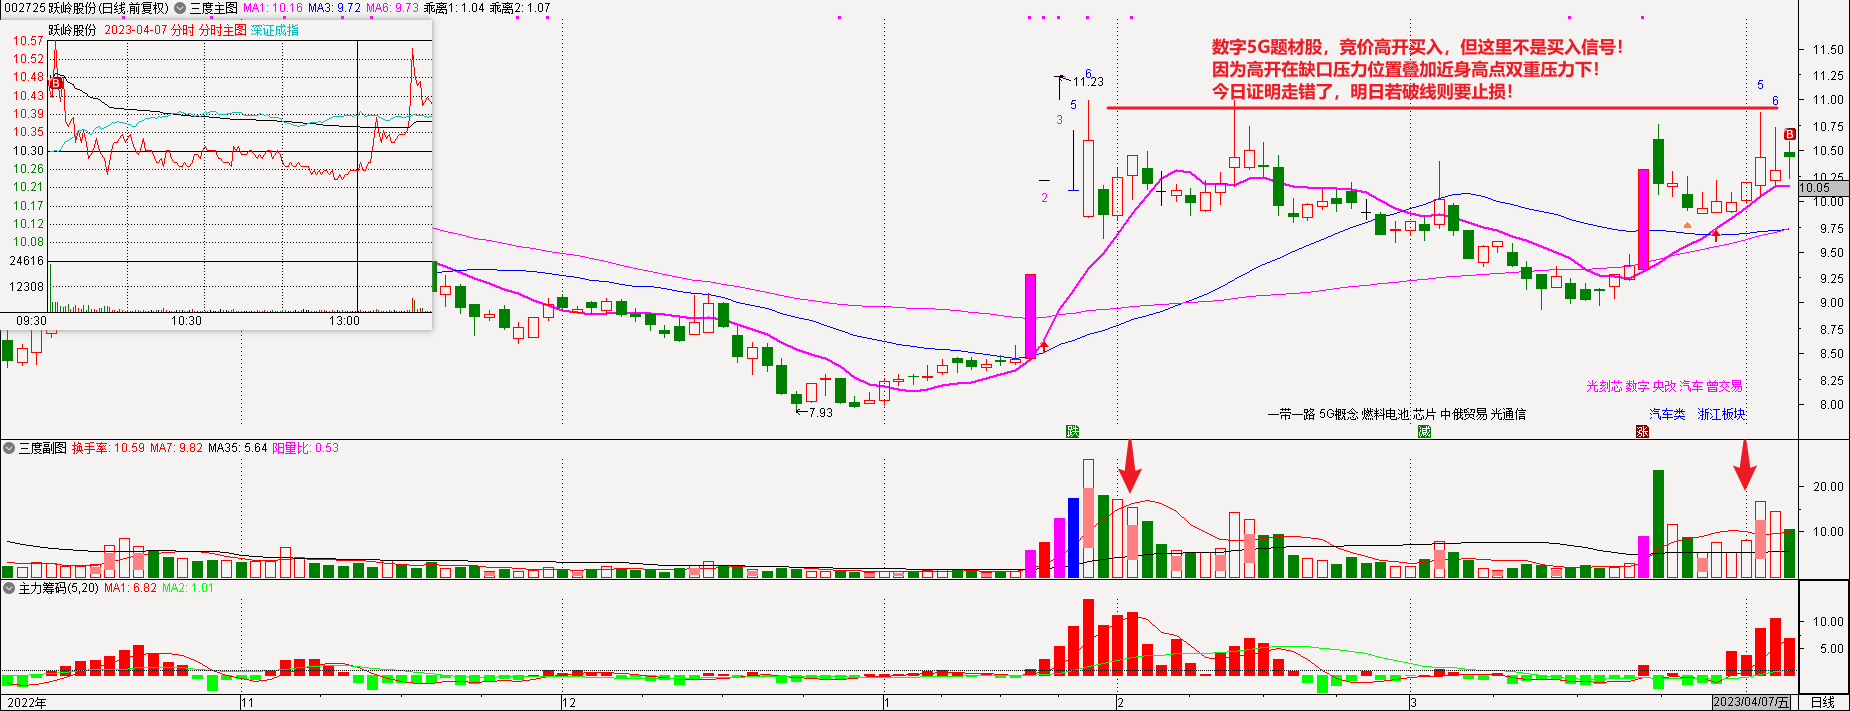 002725 跃岭股份(日线.前复权) 三度主图 MA1: 10.16 MA3: 9.72 MA6: 9.73 乖离1: 1.04 乖离2: 1.07
跃岭股份 2023-04-07 分时 分时主图 深证成指
10.57
10.52
10.48
10.43
10.39
10.35
10.30
10.26
10.21
10.17
10.12
10.08
24616
12308
09:30 10:30 13:00
B
数字5G题材股，竞价高开买入，但这里不是买入信号！
因为高开在缺口压力位置叠加近身高点双重压力下！
今日证明走错了，明日若破线则要止损！
11.23
6
5
3
2
5
6
B
7.93
11.50
11.25
11.00
10.75
10.50
10.25
10.05
10.00
9.75
9.50
9.25
9.00
8.75
8.50
8.25
8.00
光刻芯 数字 央改 汽车 曾交易
一带一路 5G概念 燃料电池 芯片 中俄贸易 光通信
汽车类 浙江板块
跌
减
涨
三度副图 换手率: 10.59 MA7: 9.82 MA35: 5.64 阳量比: 0.53
20.00
10.00
主力筹码(5,20) MA1: 6.82 MA2: 1.01
10.00
5.00
2022年 11 12 1 2 3 2023/04/07/五 日线